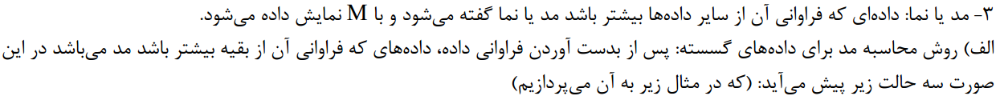 ۳- مد یا نما: داده‌ای که فراوانی آن از سایر داده‌ها بیشتر باشد مد یا نما گفته می‌شود و با M نمایش داده می‌شود.
الف) روش محاسبه مد برای داده‌های گسسته: پس از بدست آوردن فراوانی داده، داده‌های که فراوانی آن از بقیه بیشتر باشد مد می‌باشد در این
صورت سه حالت زیر پیش می‌آید: (که در مثال زیر به آن می‌پردازیم)